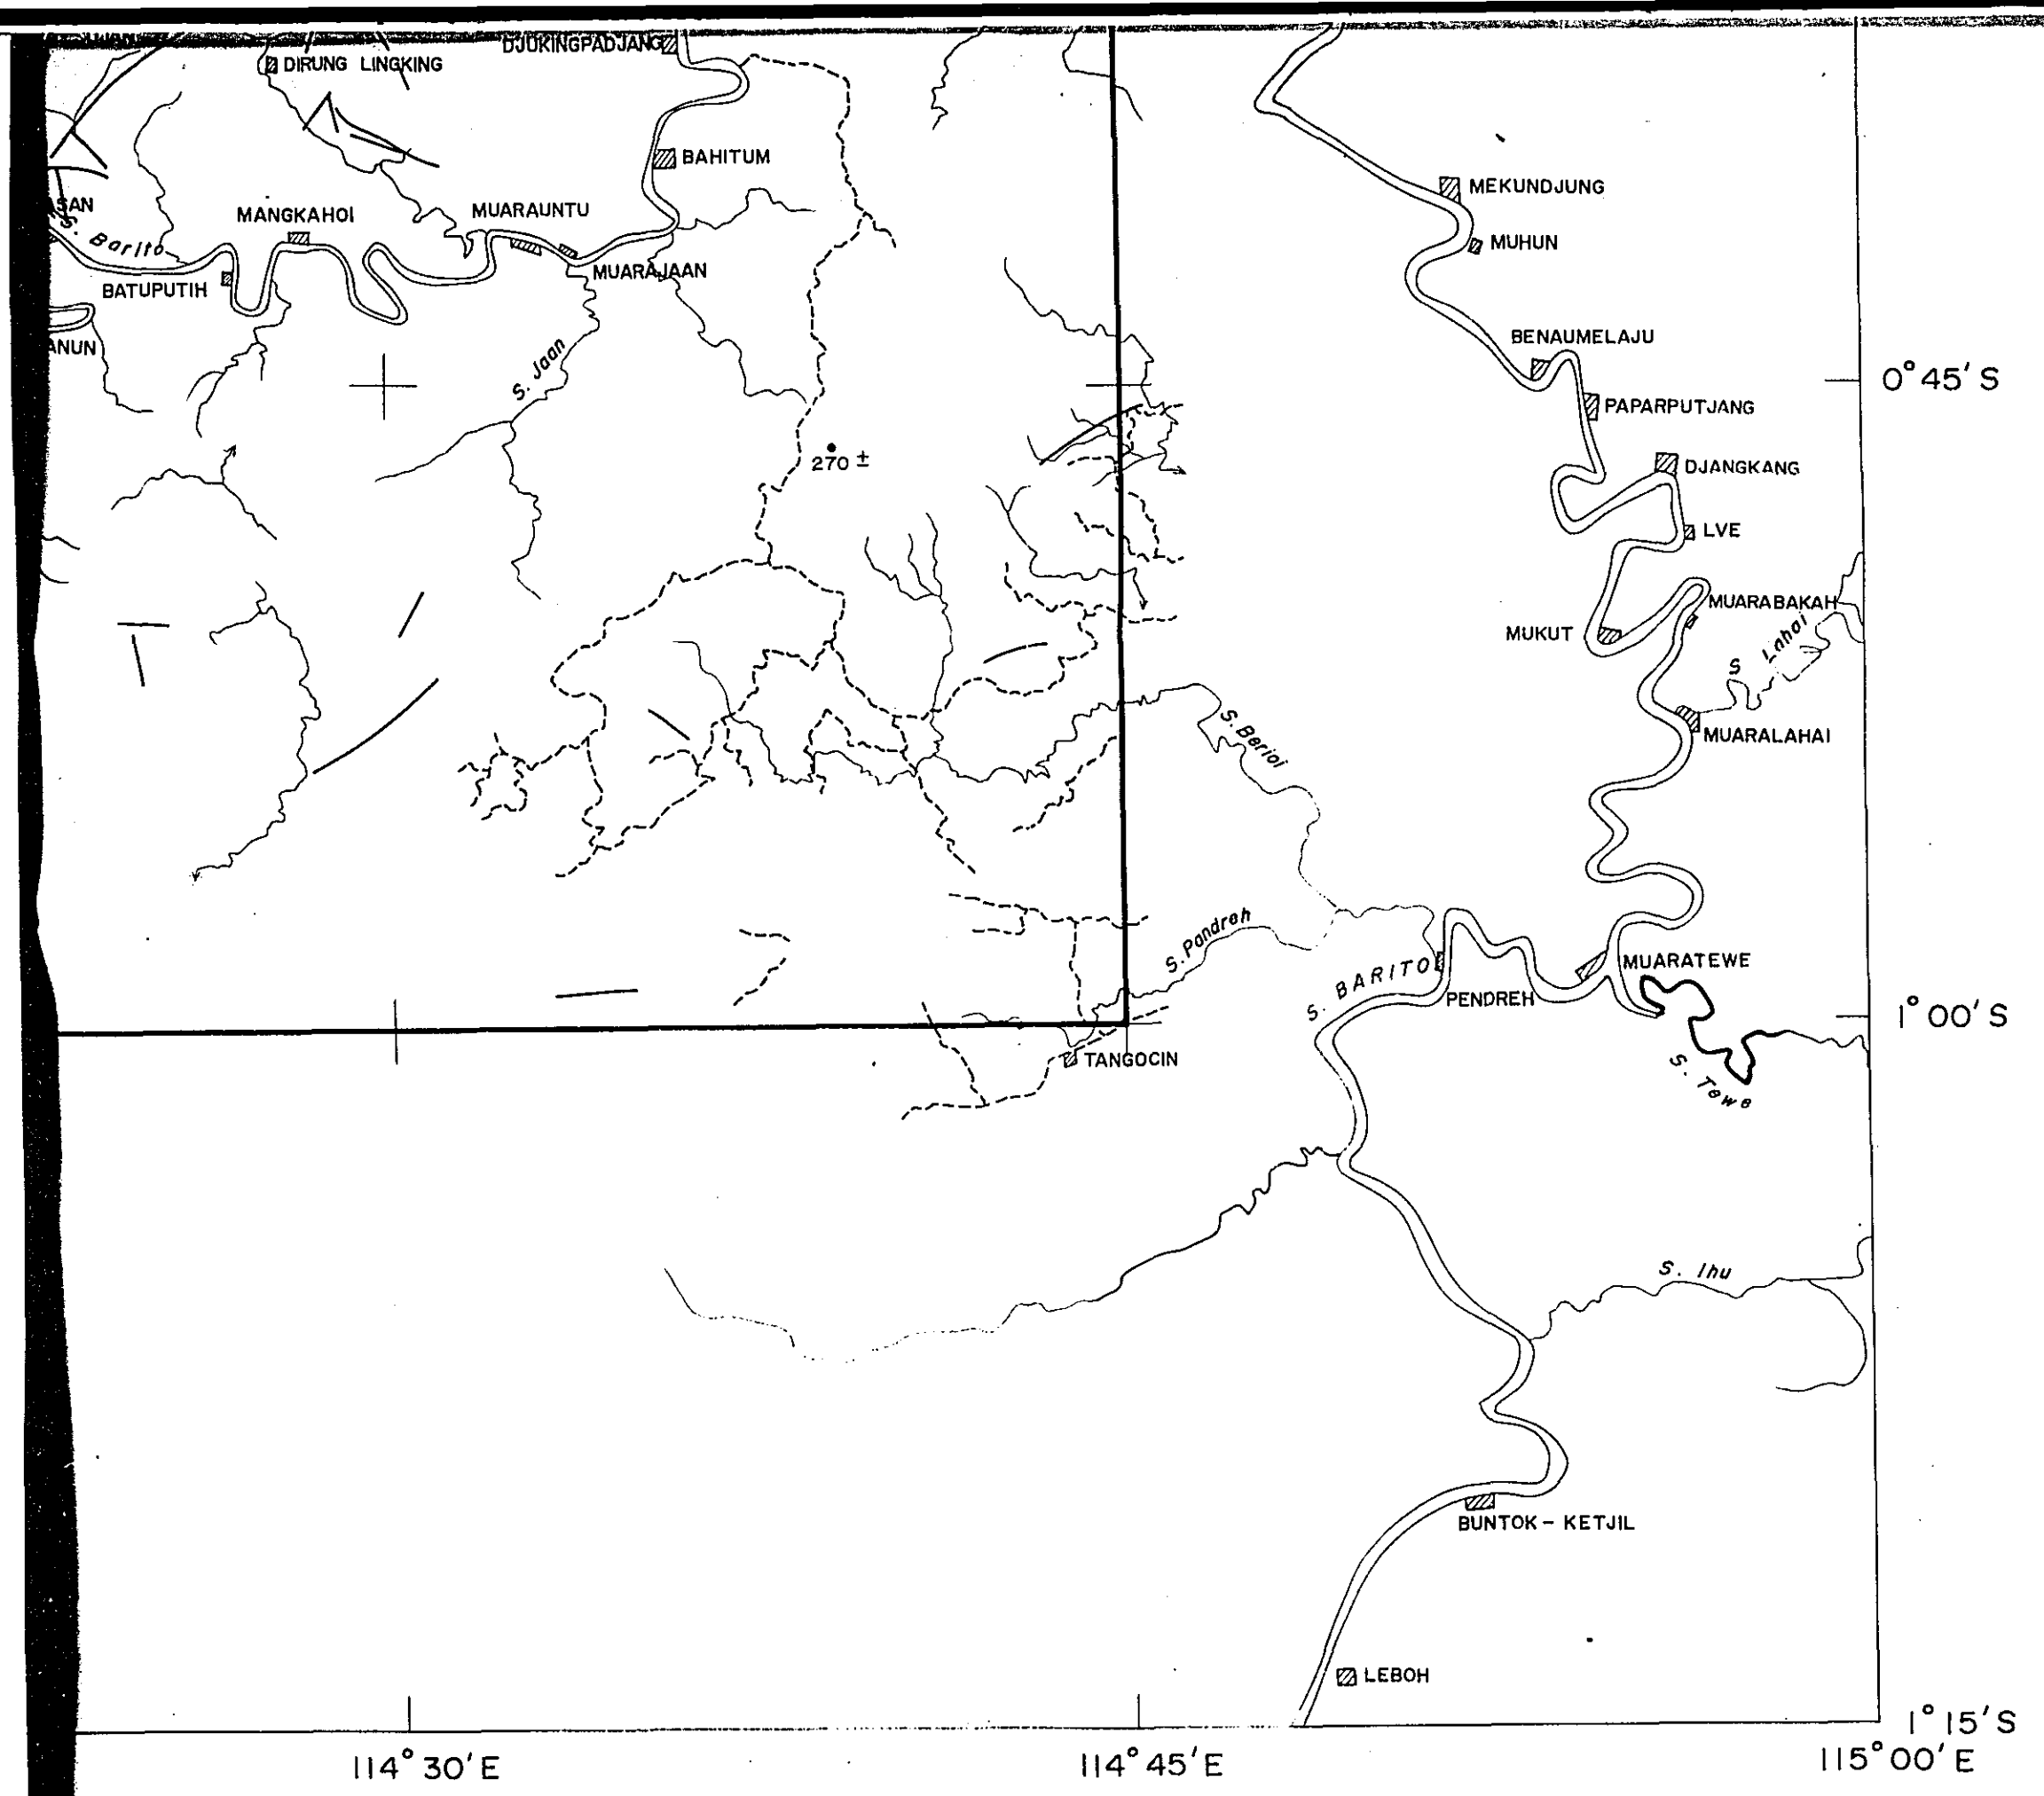 DJUKINGPADJANG
DIRUNG LINGKING
BAHITUM
MEKUNDJUNG
ASAN
MANGKAHOI
MUARAUNTU
S. Barito
MUHUN
MUARAJAAN
BATUPUTIH
BENAUMELAJU
ANUN
S. Jaan
0°45'S
PAPARPUTJANG
270 ±
DJANGKANG
LVE
MUARABAKAH
MUKUT
S Lahai
S. Berioi
MUARALAHAI
S. Pandreh
S. BARITO
MUARATEWE
PENDREH
1°00'S
TANGOCIN
S. Tewe
S. Ihu
BUNTOK - KETJIL
LEBOH
1°15'S
114°30'E
114°45'E
115°00'E